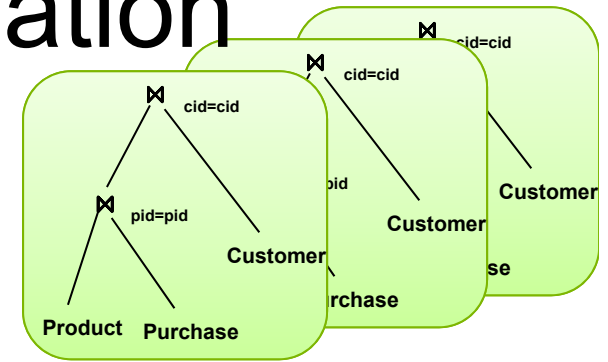 ation
cid=cid
cid=cid
cid=cid
pid
pid=pid
Customer
Customer
Customer
se
rchase
Product Purchase